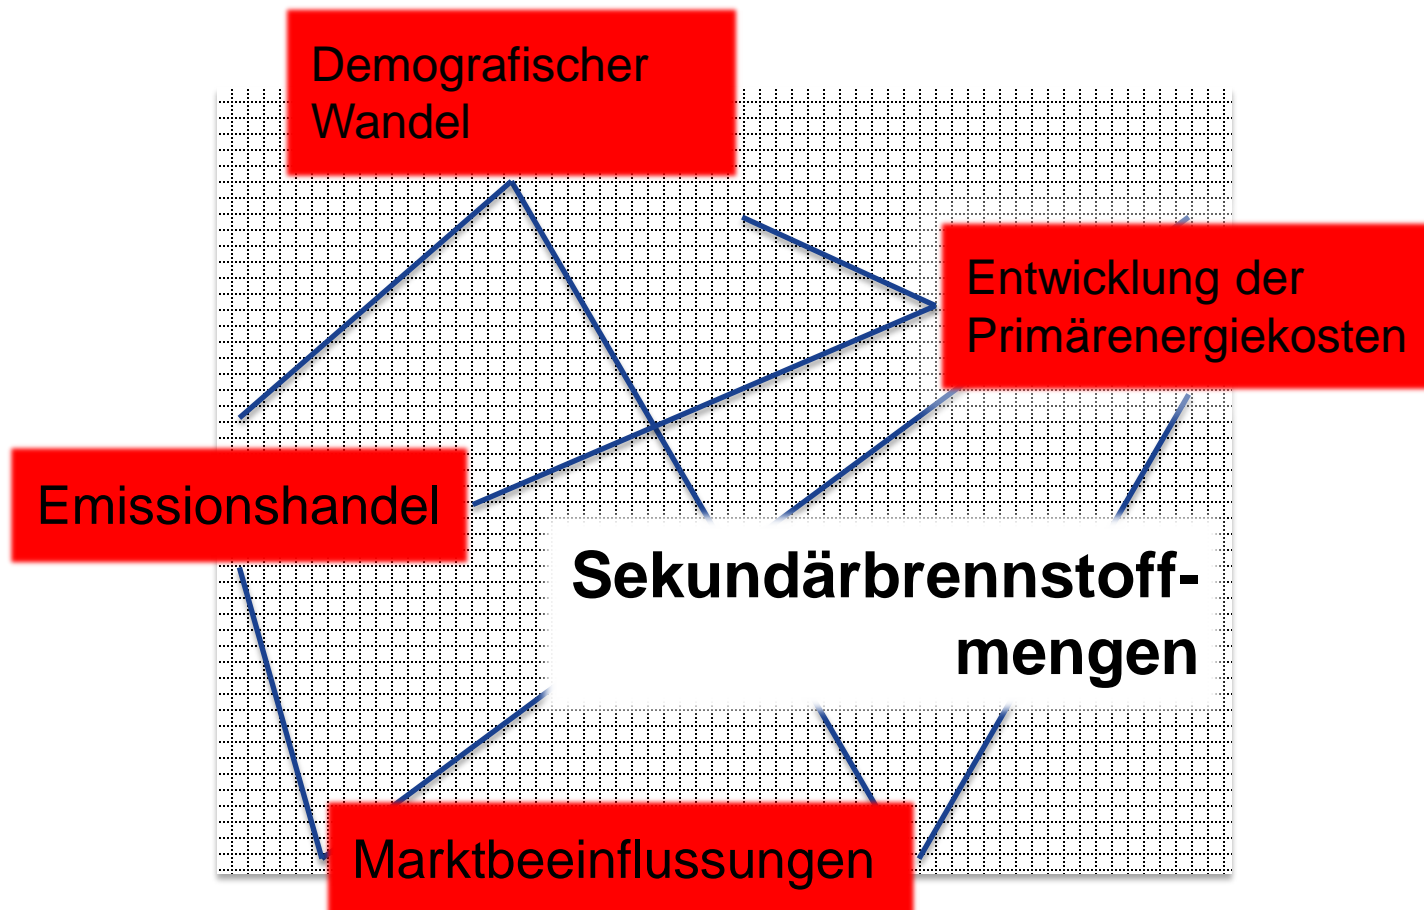 Demografischer
Wandel
Entwicklung der
Primärenergiekosten
Emissionshandel
Sekundärbrennstoff-
mengen
Marktbeeinflussungen